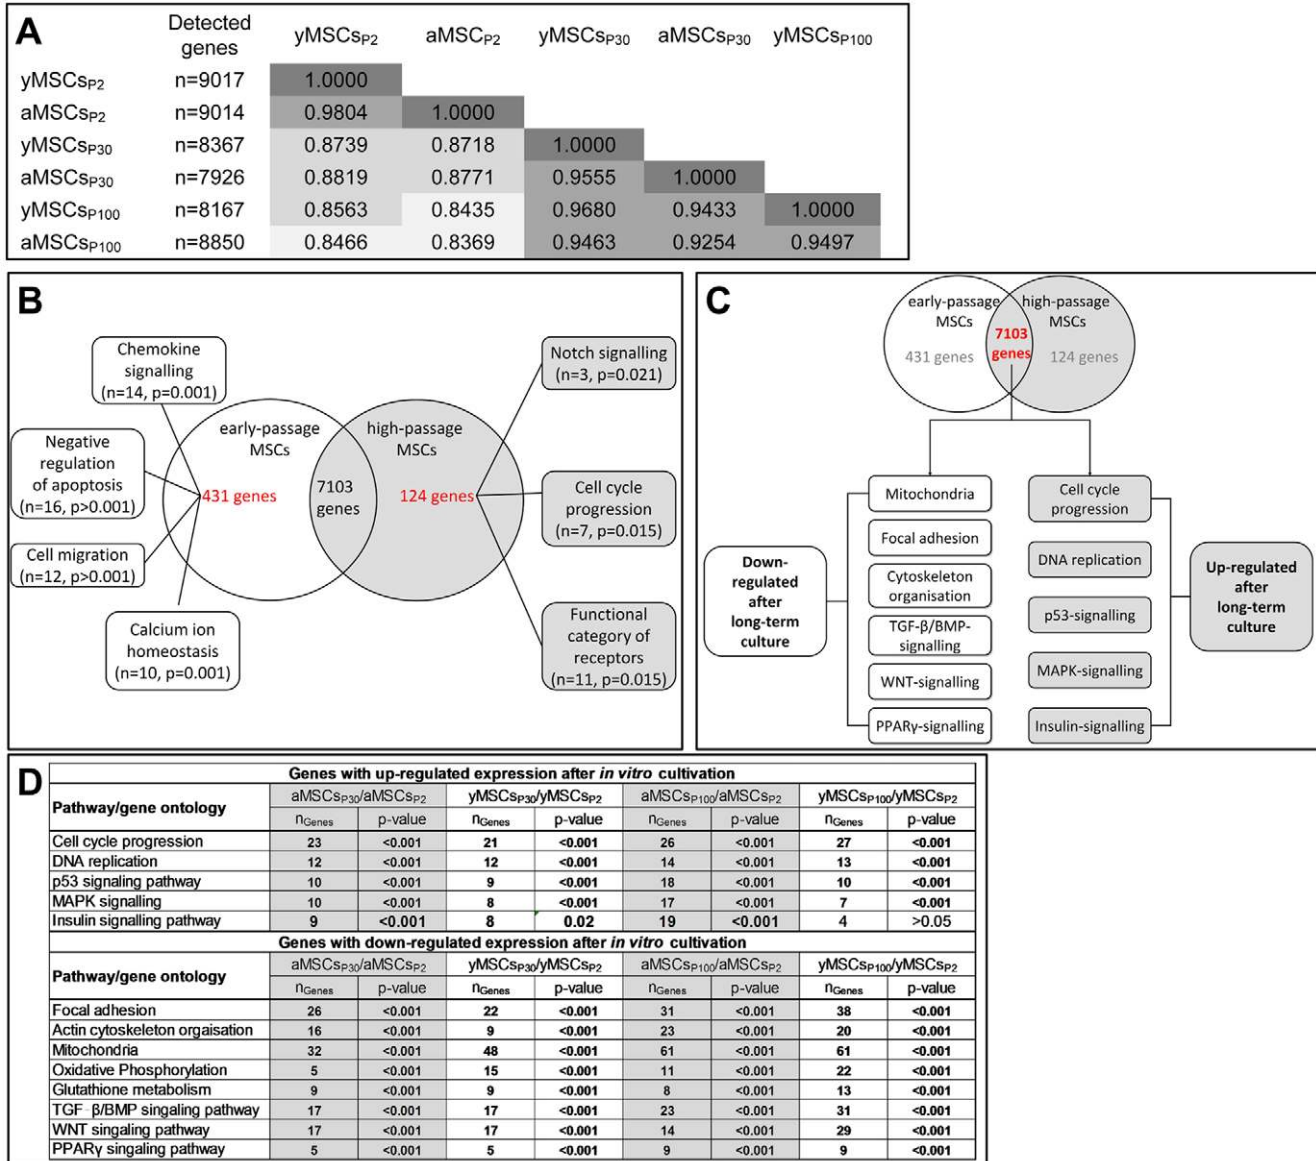 A
Detected genes yMSCsP2 aMSCP2 yMSCsP30 aMSCsP30 yMSCsP100
yMSCsP2 n=9017 1.0000
aMSCsP2 n=9014 0.9804 1.0000
yMSCsP30 n=8367 0.8739 0.8718 1.0000
aMSCsP30 n=7926 0.8819 0.8771 0.9555 1.0000
yMSCsP100 n=8167 0.8563 0.8435 0.9680 0.9433 1.0000
aMSCsP100 n=8850 0.8466 0.8369 0.9463 0.9254 0.9497
B
Chemokine
signalling
(n=14, p=0.001)
Negative
regulation
of apoptosis
(n=16, p>0.001)
Cell migration
(n=12, p>0.001)
Calcium ion
homeostasis
(n=10, p=0.001)
early-passage
MSCs
431 genes
7103
genes
high-passage
MSCs
124 genes
Notch signalling
(n=3, p=0.021)
Cell cycle
progression
(n=7, p=0.015)
Functional
category of
receptors
(n=11, p=0.015)
C
early-passage
MSCs
431 genes
7103
genes
high-passage
MSCs
124 genes
Down-
regulated
after
long-term
culture
Mitochondria
Focal adhesion
Cytoskeleton
organisation
TGF-β/BMP-
signalling
WNT-signalling
PPARγ-signalling
Cell cycle
progression
DNA replication
p53-signalling
MAPK-signalling
Insulin-signalling
Up-regulated
after
long-term
culture
D
Genes with up-regulated expression after in vitro cultivation
Pathway/gene ontology aMSCsP30/aMSCsP2 yMSCsP30/yMSCsP2 aMSCsP100/aMSCsP2 yMSCsP100/yMSCsP2
nGenes p-value nGenes p-value nGenes p-value nGenes p-value
Cell cycle progression 23 <0.001 21 <0.001 26 <0.001 27 <0.001
DNA replication 12 <0.001 12 <0.001 14 <0.001 13 <0.001
p53 signaling pathway 10 <0.001 9 <0.001 18 <0.001 10 <0.001
MAPK signalling 10 <0.001 8 <0.001 17 <0.001 7 <0.001
Insulin signalling pathway 9 <0.001 8 0.02 19 <0.001 4 >0.05
Genes with down-regulated expression after in vitro cultivation
Pathway/gene ontology aMSCsP30/aMSCsP2 yMSCsP30/yMSCsP2 aMSCsP100/aMSCsP2 yMSCsP100/yMSCsP2
nGenes p-value nGenes p-value nGenes p-value nGenes p-value
Focal adhesion 26 <0.001 22 <0.001 31 <0.001 38 <0.001
Actin cytoskeleton orgaisation 16 <0.001 9 <0.001 23 <0.001 20 <0.001
Mitochondria 32 <0.001 48 <0.001 61 <0.001 61 <0.001
Oxidative Phosphorylation 5 <0.001 15 <0.001 11 <0.001 22 <0.001
Glutathione metabolism 9 <0.001 9 <0.001 8 <0.001 13 <0.001
TGF-β/BMP singaling pathway 17 <0.001 17 <0.001 23 <0.001 31 <0.001
WNT singaling pathway 17 <0.001 17 <0.001 14 <0.001 29 <0.001
PPARγ singaling pathway 5 <0.001 5 <0.001 9 <0.001 9 <0.001